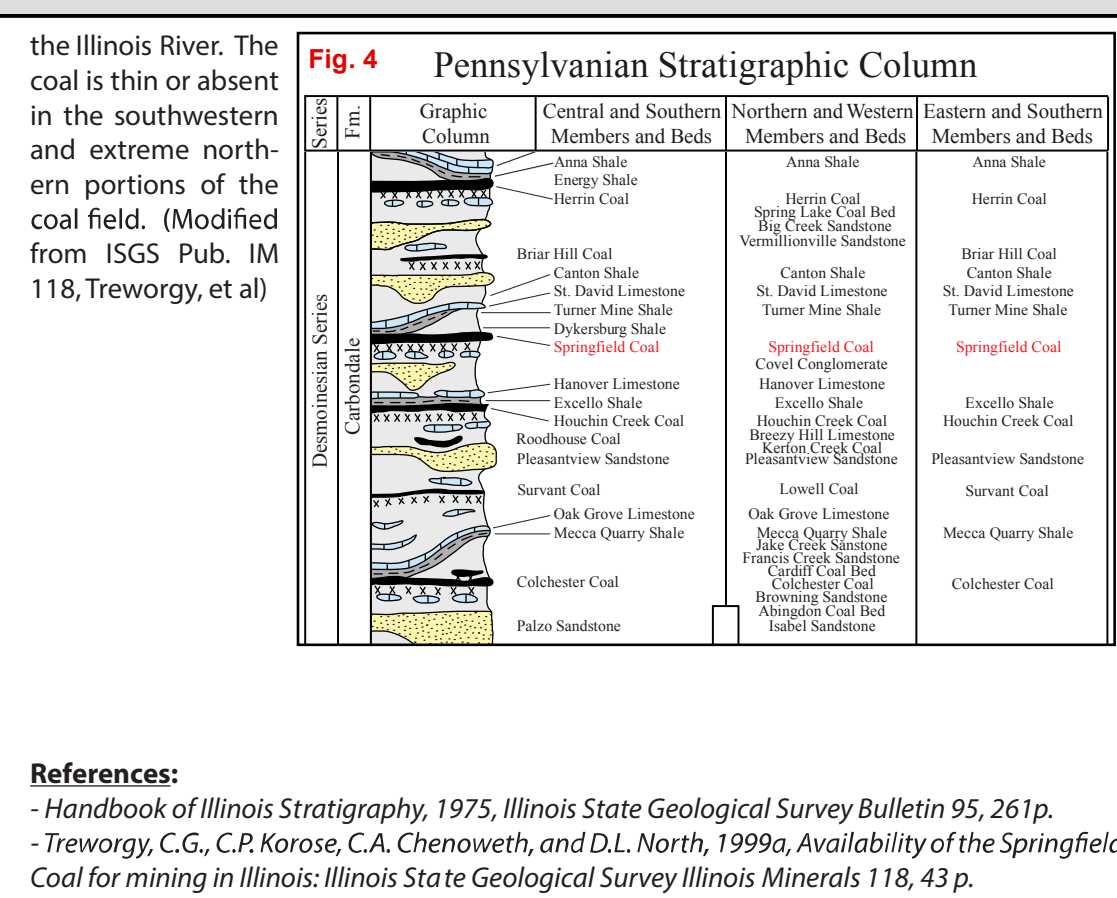 the Illinois River. The
coal is thin or absent
in the southwestern
and extreme north-
ern portions of the
coal field. (Modified
from ISGS Pub. IM
118, Treworgy, et al)
Fig. 4
Pennsylvanian Stratigraphic Column
Series
Fm.
Graphic
Column
Central and Southern
Members and Beds
Northern and Western
Members and Beds
Eastern and Southern
Members and Beds
Desmoinesian Series
Carbondale
Anna Shale
Energy Shale
Herrin Coal
Briar Hill Coal
Canton Shale
St. David Limestone
Turner Mine Shale
Dykersburg Shale
Springfield Coal
Hanover Limestone
Excello Shale
Houchin Creek Coal
Roodhouse Coal
Pleasantview Sandstone
Survant Coal
Oak Grove Limestone
Mecca Quarry Shale
Colchester Coal
Palzo Sandstone
Anna Shale
Herrin Coal
Spring Lake Coal Bed
Big Creek Sandstone
Vermillionville Sandstone
Canton Shale
St. David Limestone
Turner Mine Shale
Springfield Coal
Covel Conglomerate
Hanover Limestone
Excello Shale
Houchin Creek Coal
Breezy Hill Limestone
Kerton Creek Coal
Pleasantview Sandstone
Lowell Coal
Oak Grove Limestone
Mecca Quarry Shale
Jake Creek Sanstone
Francis Creek Sandstone
Cardiff Coal Bed
Colchester Coal
Browning Sandstone
Abingdon Coal Bed
Isabel Sandstone
Anna Shale
Herrin Coal
Briar Hill Coal
Canton Shale
St. David Limestone
Turner Mine Shale
Springfield Coal
Excello Shale
Houchin Creek Coal
Pleasantview Sandstone
Survant Coal
Mecca Quarry Shale
Colchester Coal
References:
- Handbook of Illinois Stratigraphy, 1975, Illinois State Geological Survey Bulletin 95, 261p.
- Treworgy, C.G., C.P. Korose, C.A. Chenoweth, and D.L. North, 1999a, Availability of the Springfield
Coal for mining in Illinois: Illinois State Geological Survey Illinois Minerals 118, 43 p.